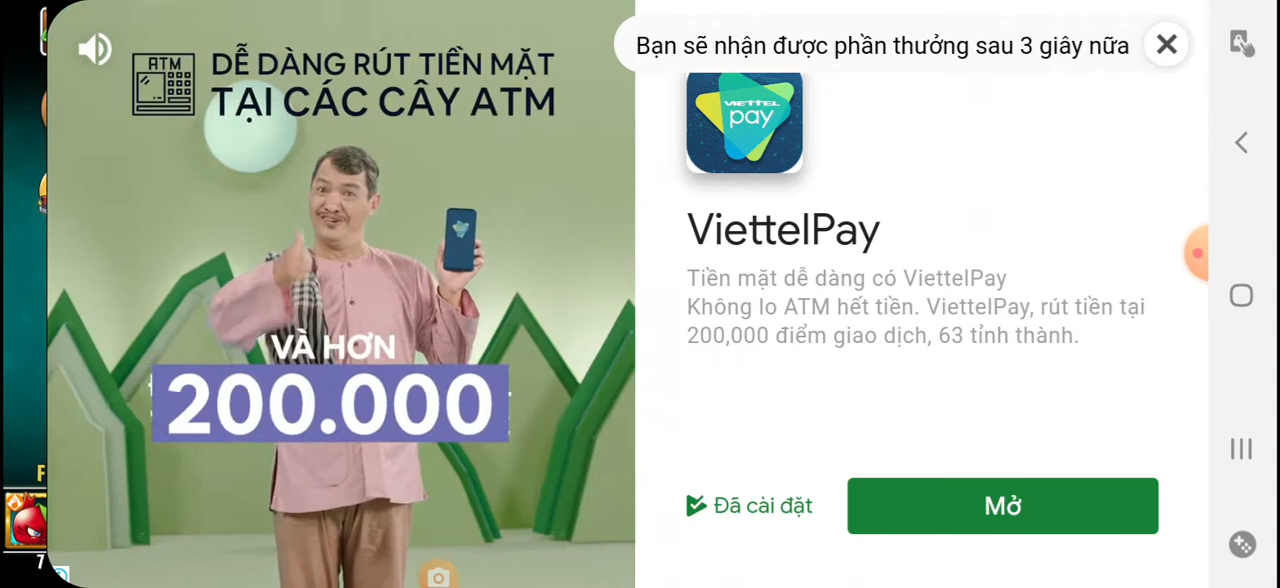 ATM
DỄ DÀNG RÚT TIỀN MẶT
TẠI CÁC CÂY ATM
VÀ HƠN
200.000
Bạn sẽ nhận được phần thưởng sau 3 giây nữa
VIETTEL
pay
ViettelPay
Tiền mặt dễ dàng có ViettelPay
Không lo ATM hết tiền. ViettelPay, rút tiền tại
200,000 điểm giao dịch, 63 tỉnh thành.
Đã cài đặt
Mở
F
7